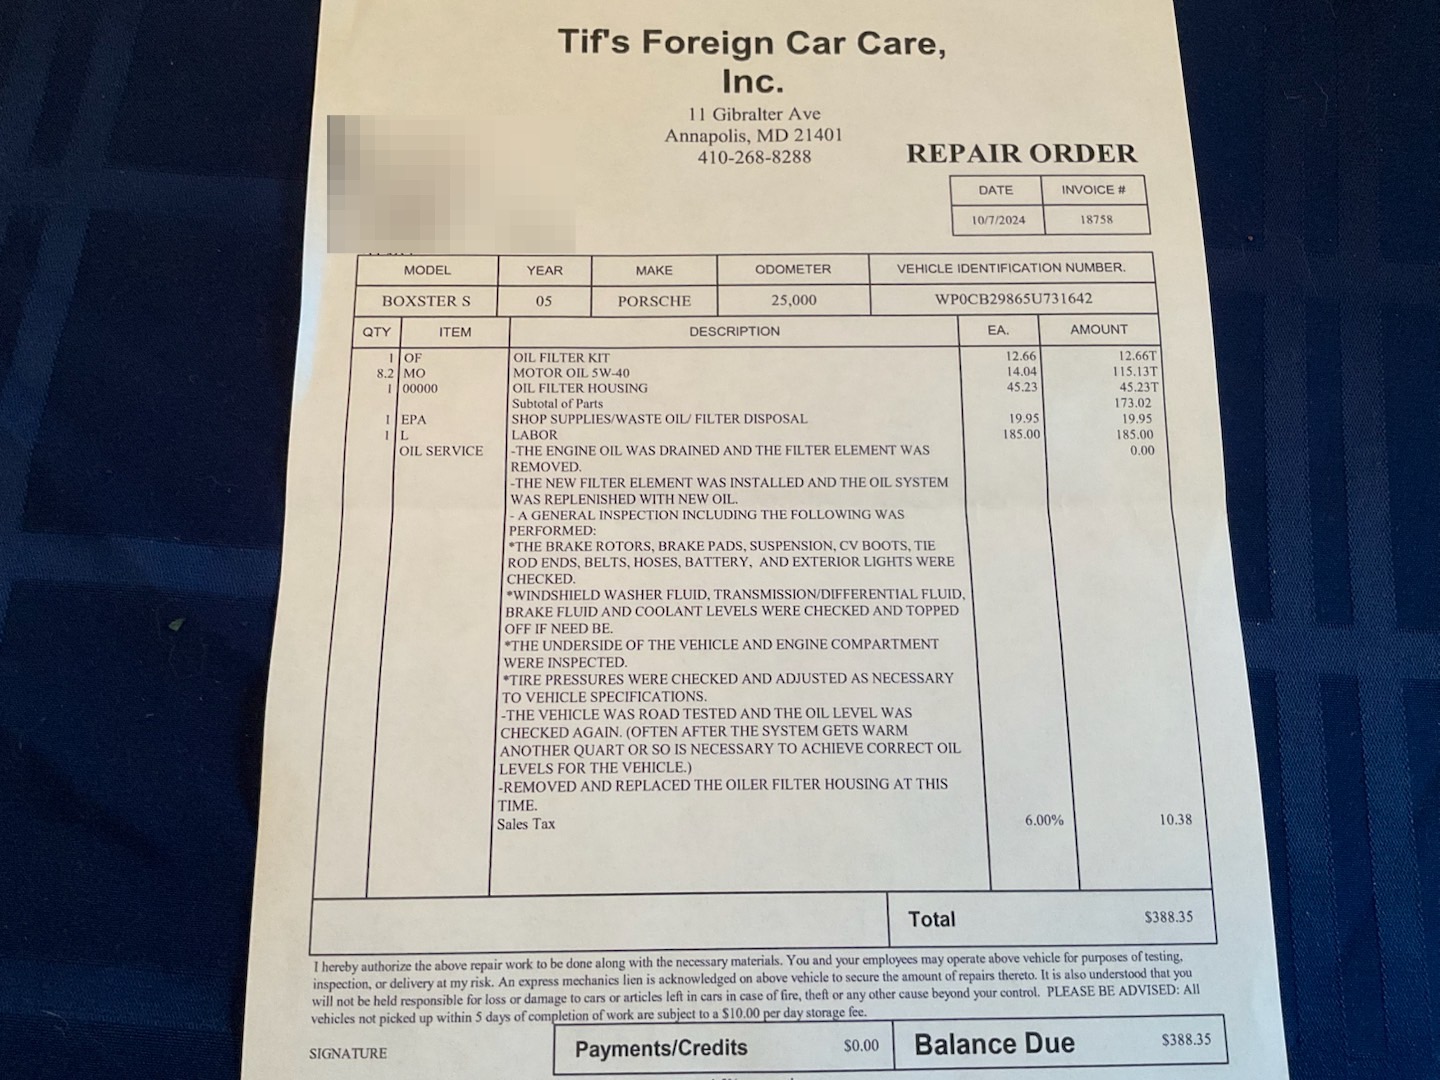 Tif's Foreign Car Care,
Inc.
11 Gibralter Ave
Annapolis, MD 21401
410-268-8288
REPAIR ORDER
DATE INVOICE #
10/7/2024 18758
MODEL YEAR MAKE ODOMETER VEHICLE IDENTIFICATION NUMBER.
BOXSTER S 05 PORSCHE 25,000 WP0CB29865U731642
QTY ITEM DESCRIPTION EA. AMOUNT
1 OF OIL FILTER KIT 12.66 12.66T
8.2 MO MOTOR OIL 5W-40 14.04 115.13T
1 00000 OIL FILTER HOUSING 45.23 45.23T
Subtotal of Parts 173.02
1 EPA SHOP SUPPLIES/WASTE OIL/ FILTER DISPOSAL 19.95 19.95
1 L LABOR 185.00 185.00
OIL SERVICE -THE ENGINE OIL WAS DRAINED AND THE FILTER ELEMENT WAS 0.00
REMOVED.
-THE NEW FILTER ELEMENT WAS INSTALLED AND THE OIL SYSTEM
WAS REPLENISHED WITH NEW OIL.
- A GENERAL INSPECTION INCLUDING THE FOLLOWING WAS
PERFORMED:
*THE BRAKE ROTORS, BRAKE PADS, SUSPENSION, CV BOOTS, TIE
ROD ENDS, BELTS, HOSES, BATTERY, AND EXTERIOR LIGHTS WERE
CHECKED.
*WINDSHIELD WASHER FLUID, TRANSMISSION/DIFFERENTIAL FLUID,
BRAKE FLUID AND COOLANT LEVELS WERE CHECKED AND TOPPED
OFF IF NEED BE.
*THE UNDERSIDE OF THE VEHICLE AND ENGINE COMPARTMENT
WERE INSPECTED.
*TIRE PRESSURES WERE CHECKED AND ADJUSTED AS NECESSARY
TO VEHICLE SPECIFICATIONS.
-THE VEHICLE WAS ROAD TESTED AND THE OIL LEVEL WAS
CHECKED AGAIN. (OFTEN AFTER THE SYSTEM GETS WARM
ANOTHER QUART OR SO IS NECESSARY TO ACHIEVE CORRECT OIL
LEVELS FOR THE VEHICLE.)
-REMOVED AND REPLACED THE OILER FILTER HOUSING AT THIS
TIME.
Sales Tax 6.00% 10.38
Total $388.35
I hereby authorize the above repair work to be done along with the necessary materials. You and your employees may operate above vehicle for purposes of testing,
inspection, or delivery at my risk. An express mechanics lien is acknowledged on above vehicle to secure the amount of repairs thereto. It is also understood that you
will not be held responsible for loss or damage to cars or articles left in cars in case of fire, theft or any other cause beyond your control. PLEASE BE ADVISED: All
vehicles not picked up within 5 days of completion of work are subject to a $10.00 per day storage fee.
SIGNATURE Payments/Credits $0.00 Balance Due $388.35